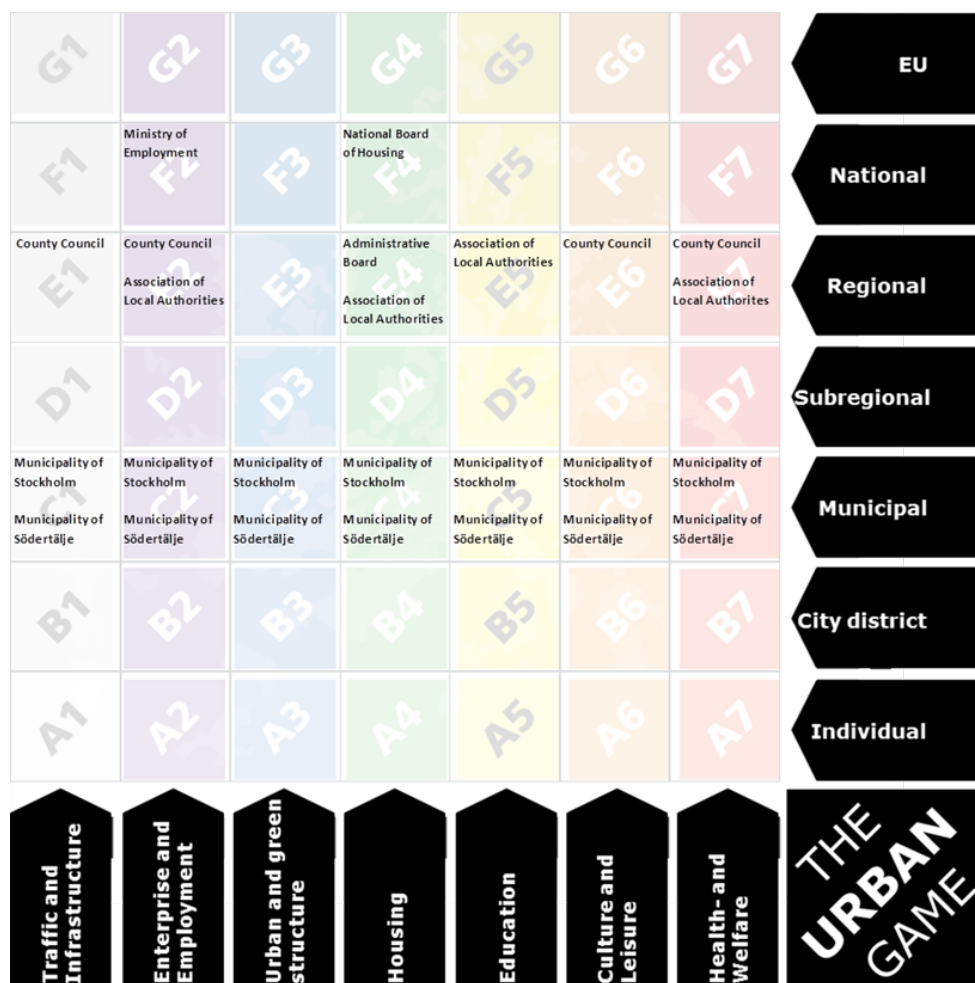 G1 G2 G3 G4 G5 G6 G7
EU
Ministry of
Employment
National Board
of Housing
F1 F2 F3 F4 F5 F6 F7
National
County Council
County Council
Association of
Local Authorities
Administrative
Board
Association of
Local Authorities
Association of
Local Authorities
County Council
County Council
Association of
Local Authorites
E1 E2 E3 E4 E5 E6 E7
Regional
D1 D2 D3 D4 D5 D6 D7
Subregional
Municipality of
Stockholm
Municipality of
Södertälje
Municipality of
Stockholm
Municipality of
Södertälje
Municipality of
Stockholm
Municipality of
Södertälje
Municipality of
Stockholm
Municipality of
Södertälje
Municipality of
Stockholm
Municipality of
Södertälje
Municipality of
Stockholm
Municipality of
Södertälje
Municipality of
Stockholm
Municipality of
Södertälje
C1 C2 C3 C4 C5 C6 C7
Municipal
B1 B2 B3 B4 B5 B6 B7
City district
A1 A2 A3 A4 A5 A6 A7
Individual
Traffic and
Infrastructure
Enterprise and
Employment
Urban and green
structure
Housing
Education
Culture and
Leisure
Health- and
Welfare
THE
URBAN
GAME